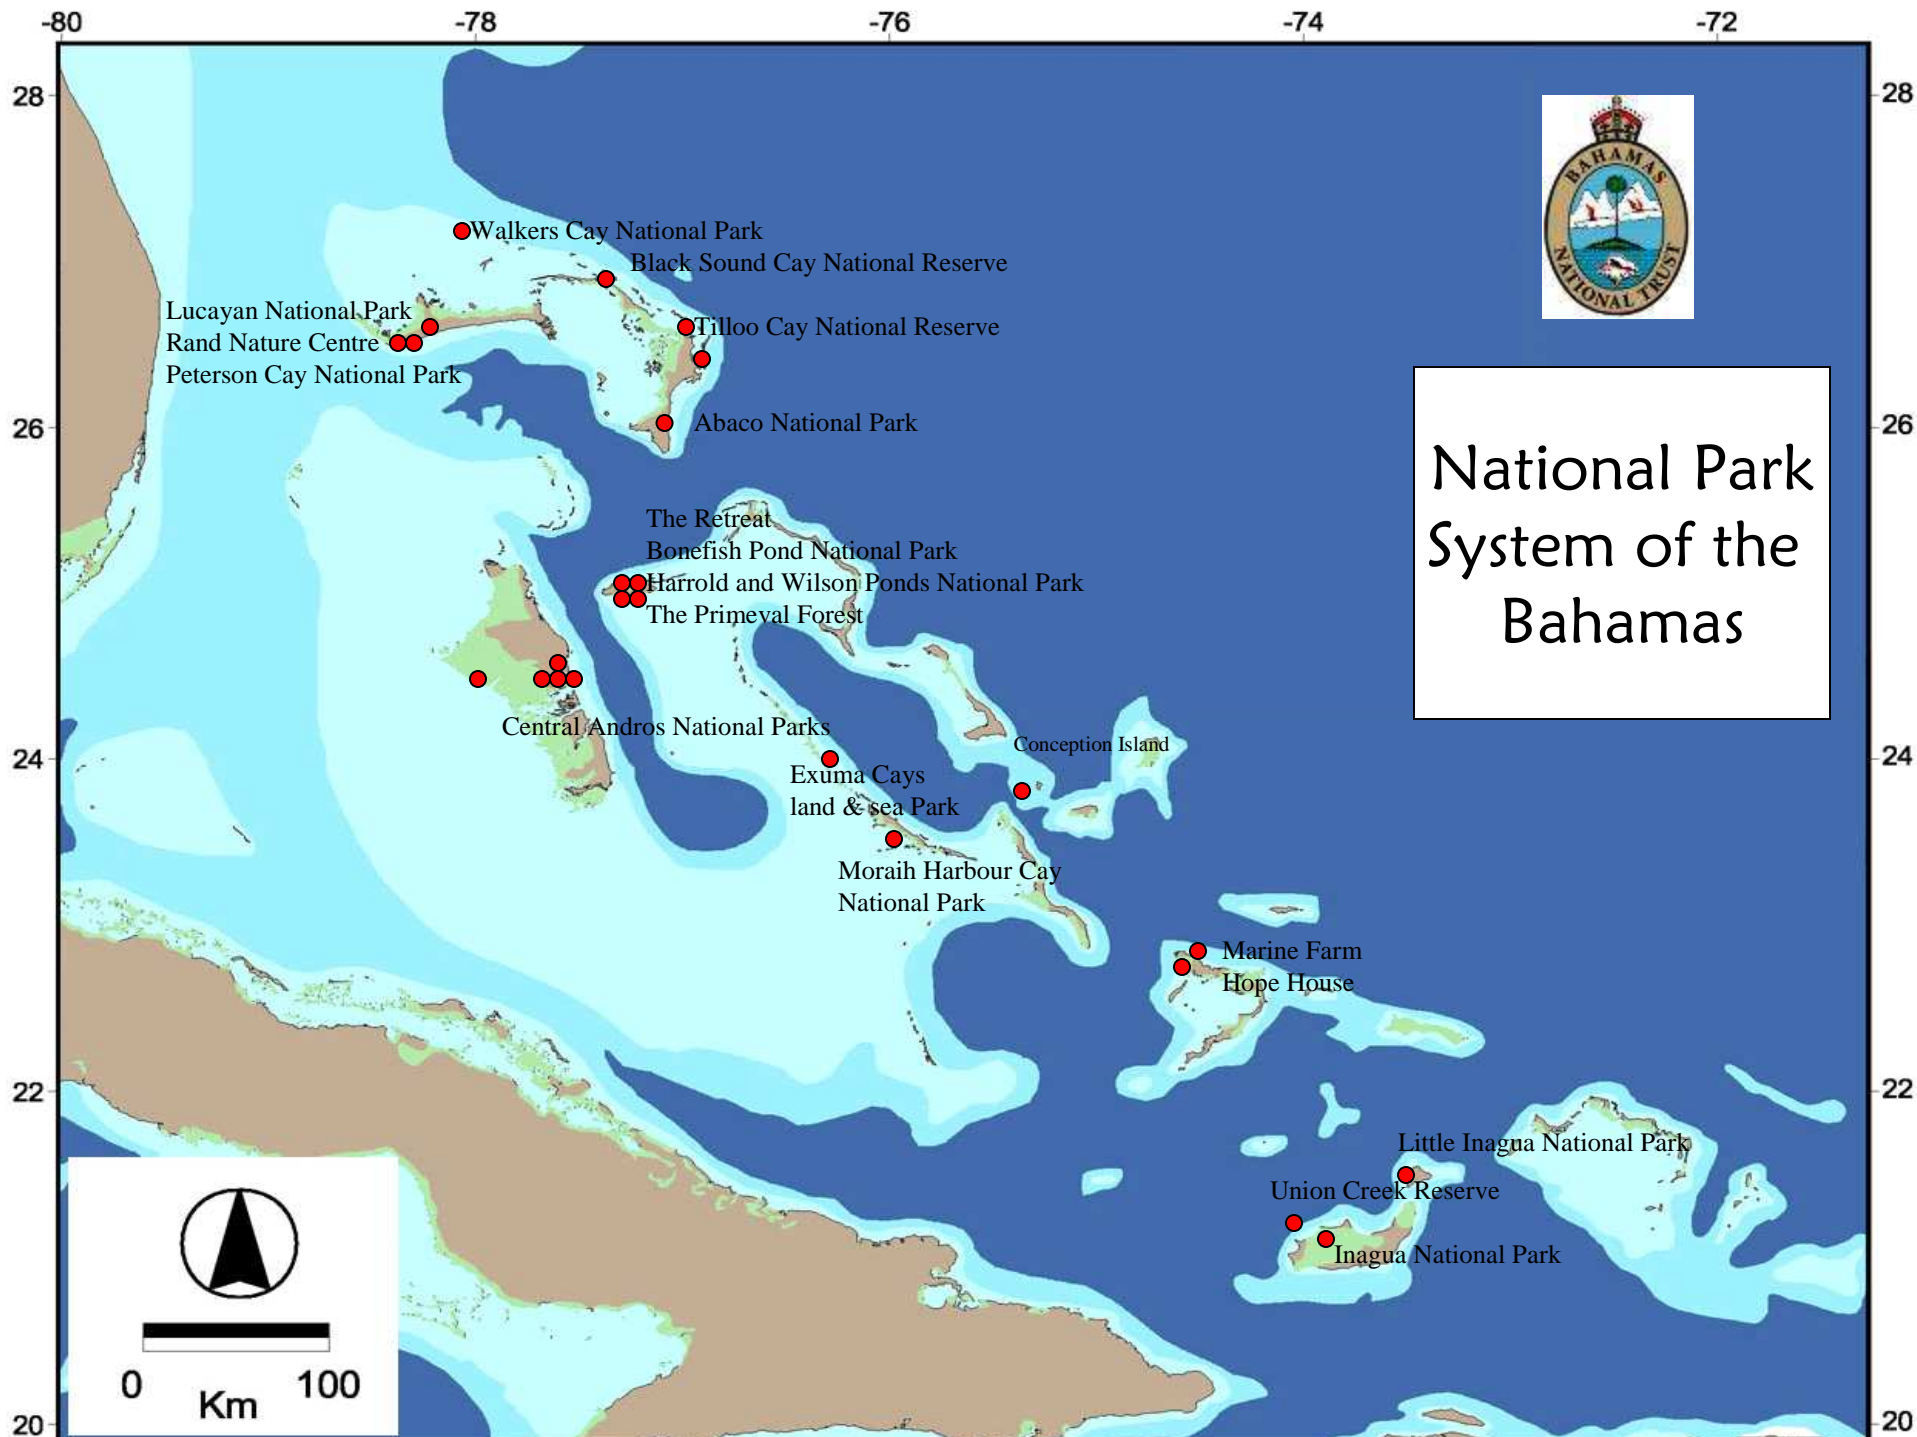 -80 -78 -76 -74 -72
28 28
BAHAMAS
NATIONAL TRUST
Walkers Cay National Park
Black Sound Cay National Reserve
Lucayan National Park
Tilloo Cay National Reserve
Rand Nature Centre
Peterson Cay National Park
26 26
Abaco National Park
National Park
System of the
Bahamas
The Retreat
Bonefish Pond National Park
Harrold and Wilson Ponds National Park
The Primeval Forest
Central Andros National Parks
Conception Island
24 24
Exuma Cays
land & sea Park
Moraih Harbour Cay
National Park
Marine Farm
Hope House
22 22
Little Inagua National Park
Union Creek Reserve
Inagua National Park
0 100
Km
20 20